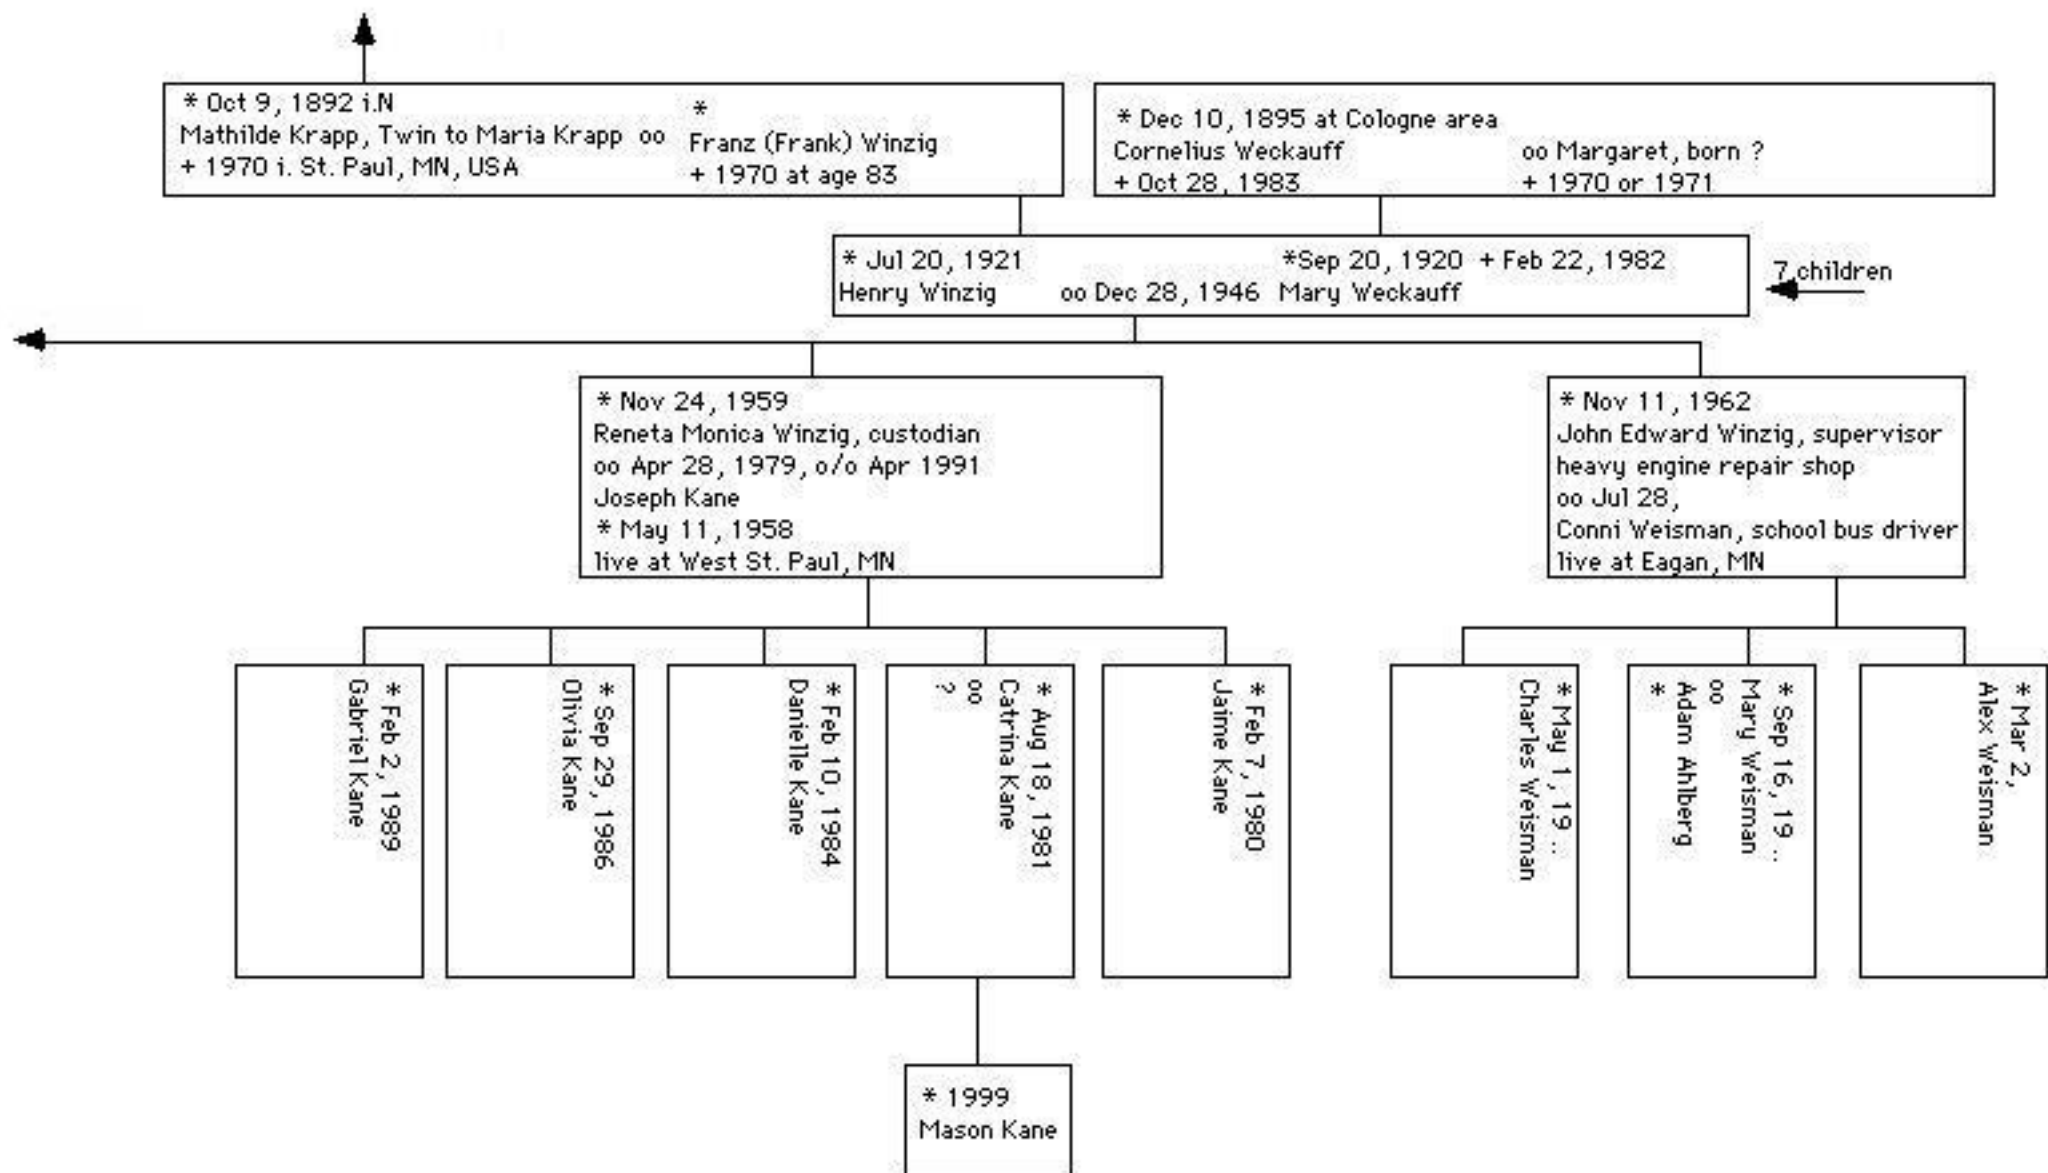 * Oct 9, 1892 i.N
Mathilde Krapp, Twin to Maria Krapp oo
+ 1970 i. St. Paul, MN, USA
*
Franz (Frank) Winzig
+ 1970 at age 83
* Dec 10, 1895 at Cologne area
Cornelius Weckauff
+ Oct 28, 1983
oo Margaret, born ?
+ 1970 or 1971
* Jul 20, 1921
Henry Winzig
oo Dec 28, 1946
*Sep 20, 1920 + Feb 22, 1982
Mary Weckauff
7 children
* Nov 24, 1959
Reneta Monica Winzig, custodian
oo Apr 28, 1979, o/o Apr 1991
Joseph Kane
* May 11, 1958
live at West St. Paul, MN
* Nov 11, 1962
John Edward Winzig, supervisor
heavy engine repair shop
oo Jul 28,
Conni Weisman, school bus driver
live at Eagan, MN
* Feb 2, 1989
Gabriel Kane
* Sep 29, 1986
Olivia Kane
* Feb 10, 1984
Danielle Kane
* Aug 18, 1981
Catrina Kane
oo
?
* Feb 7, 1980
Jaime Kane
* May 1, 19 ..
Charles Weisman
* Sep 16, 19 ..
Mary Weisman
oo
Adam Ahlberg
*
* Mar 2,
Alex Weisman
* 1999
Mason Kane